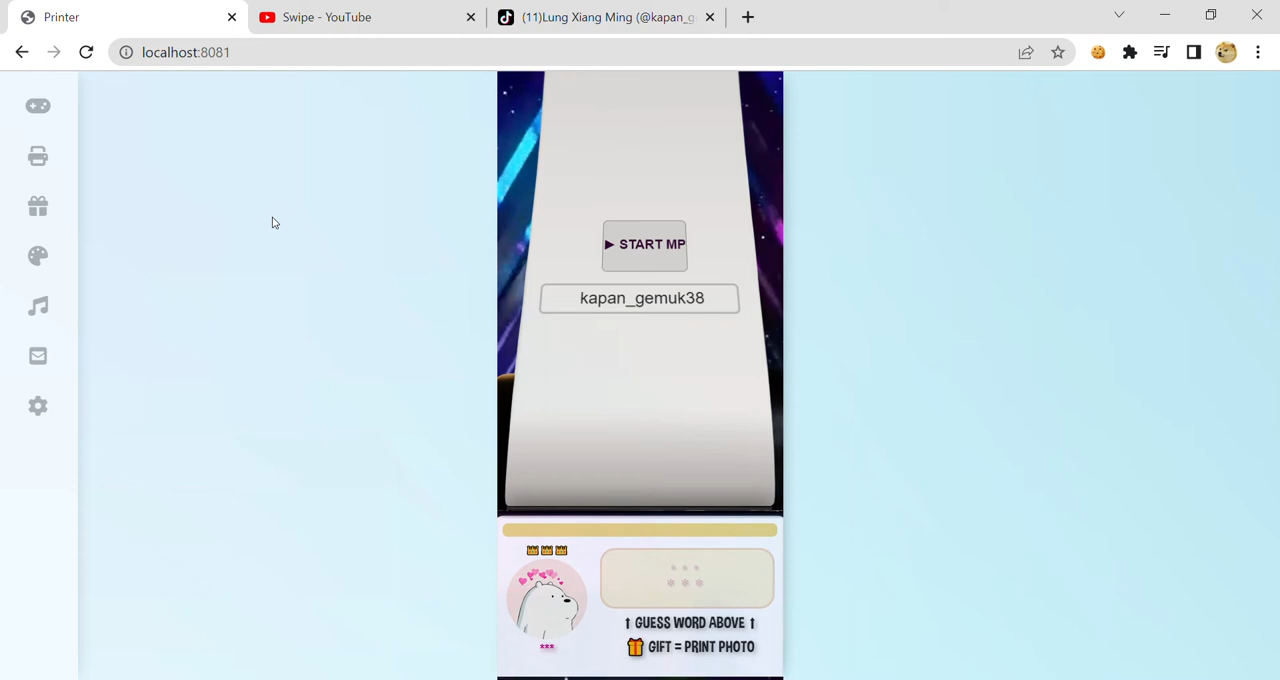 Printer
Swipe - YouTube
(11)Lung Xiang Ming (@kapan_g
localhost:8081
▶ START MP
kapan_gemuk38
* * *
* * *
***
↑ GUESS WORD ABOVE ↑
GIFT = PRINT PHOTO